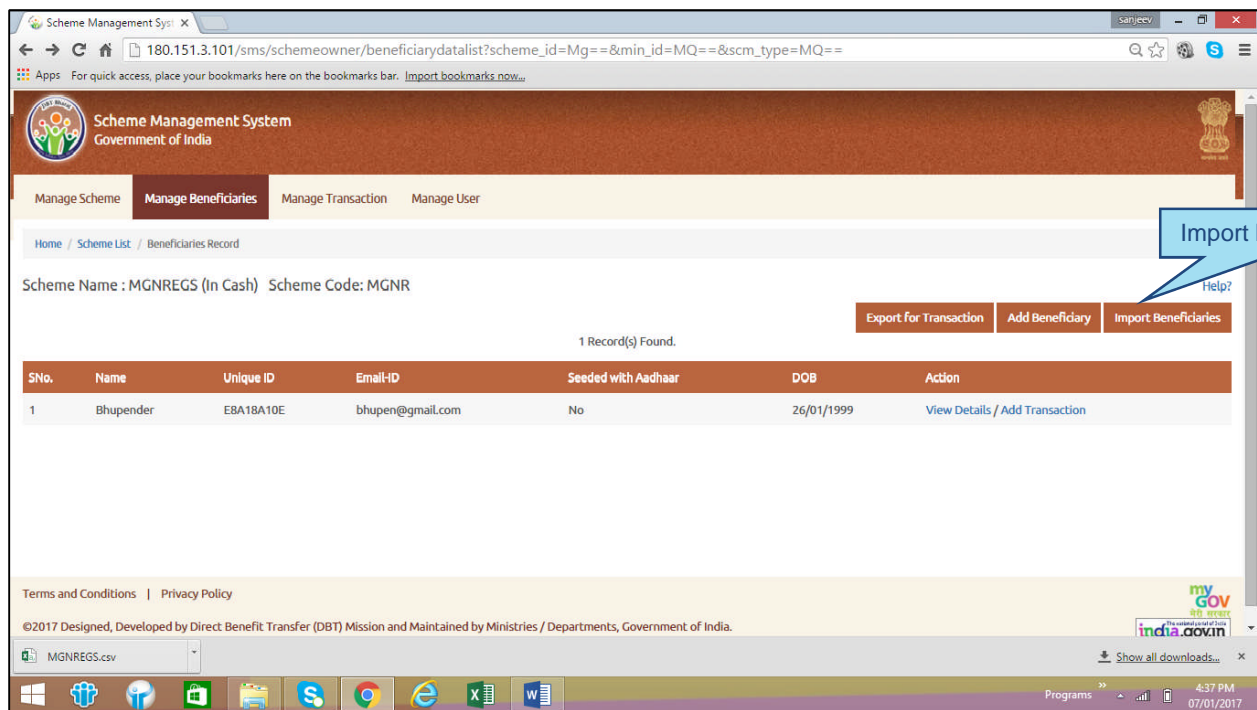 Scheme Management Syst
sanjeev
180.151.3.101/sms/schemeowner/beneficiarydatalist?scheme_id=Mg==&min_id=MQ==&scm_type=MQ==
Apps For quick access, place your bookmarks here on the bookmarks bar. Import bookmarks now...
Scheme Management System
Government of India
Manage Scheme Manage Beneficiaries Manage Transaction Manage User
Home / Scheme List / Beneficiaries Record
Import
Scheme Name : MGNREGS (In Cash) Scheme Code: MGNR
Help?
Export for Transaction Add Beneficiary Import Beneficiaries
1 Record(s) Found.
SNo. Name Unique ID Email-ID Seeded with Aadhaar DOB Action
1 Bhupender E8A18A10E bhupen@gmail.com No 26/01/1999 View Details / Add Transaction
Terms and Conditions | Privacy Policy
my
GOV
मेरी सरकार
©2017 Designed, Developed by Direct Benefit Transfer (DBT) Mission and Maintained by Ministries / Departments, Government of India.
india.gov.in
MGNREGS.csv
Show all downloads...
Programs
4:37 PM
07/01/2017